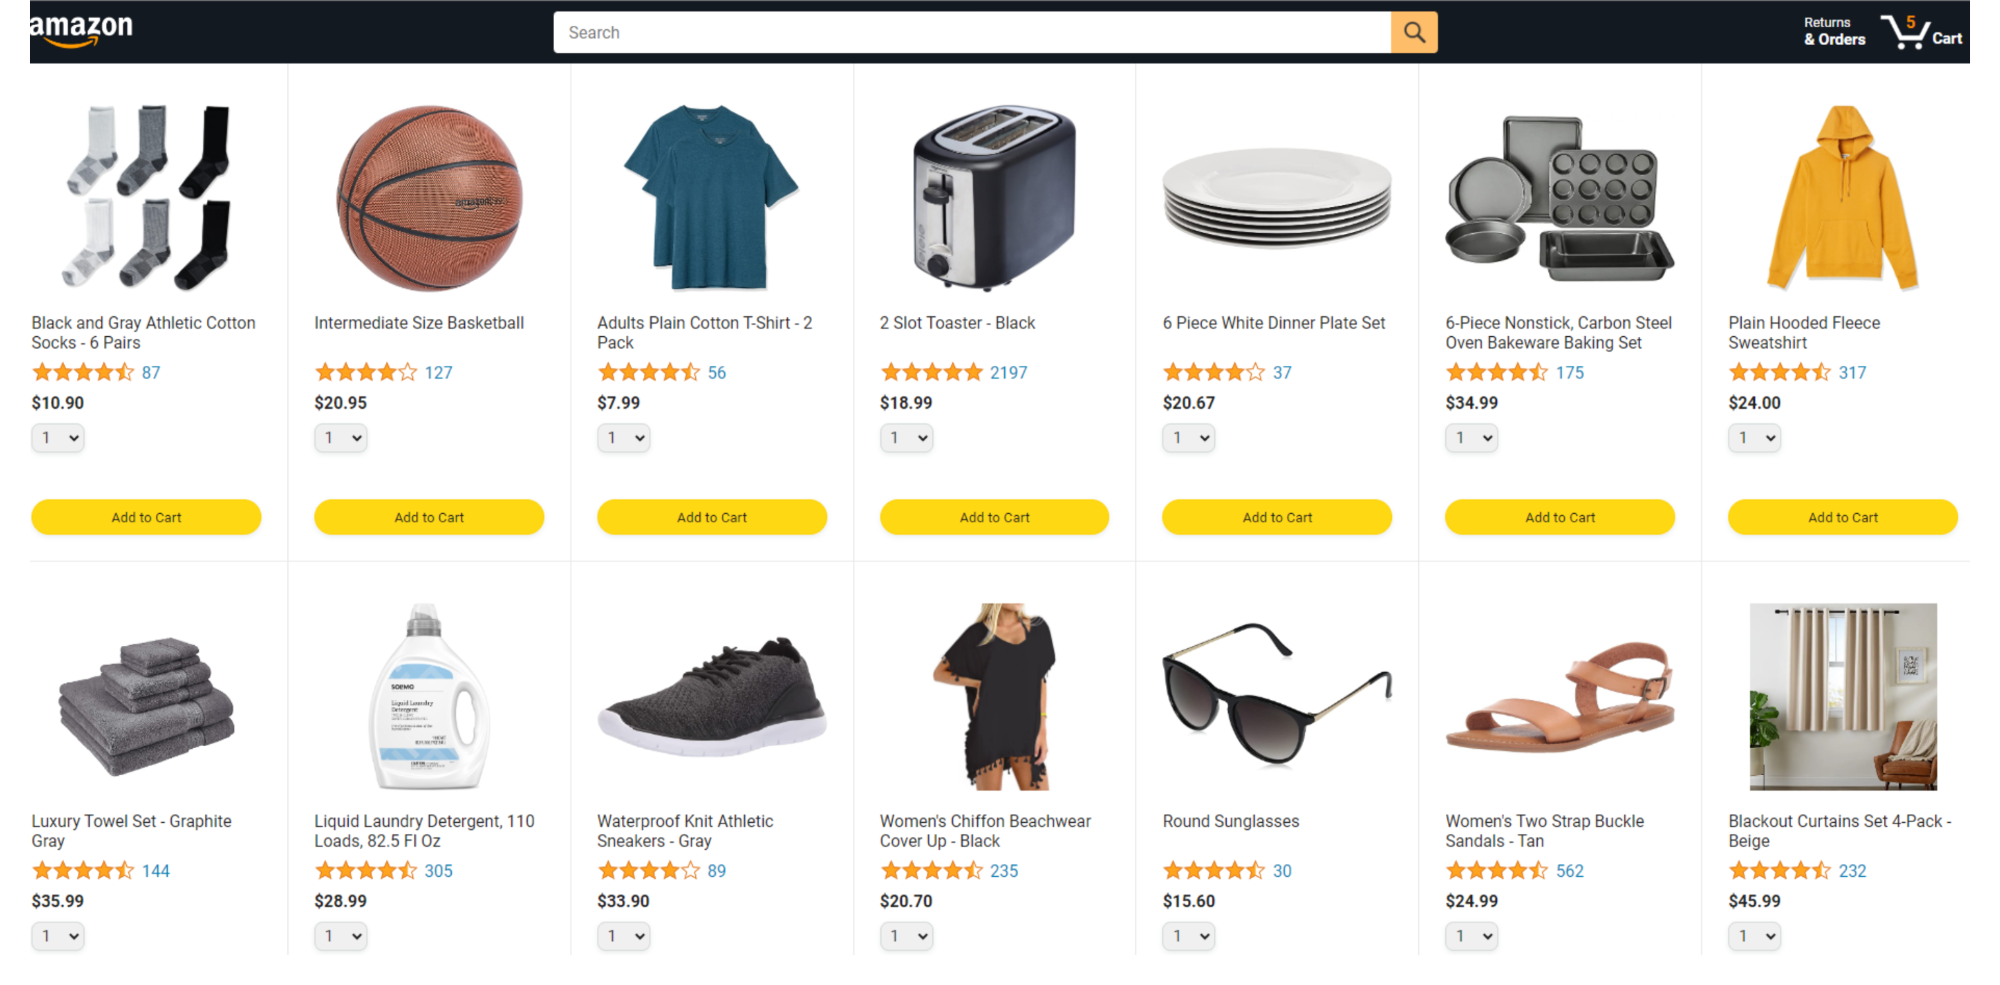 amazon
Search
Returns
& Orders
5
Cart
amazon
Black and Gray Athletic Cotton
Socks - 6 Pairs
87
$10.90
1
Add to Cart
Intermediate Size Basketball
127
$20.95
1
Add to Cart
Adults Plain Cotton T-Shirt - 2
Pack
56
$7.99
1
Add to Cart
2 Slot Toaster - Black
2197
$18.99
1
Add to Cart
6 Piece White Dinner Plate Set
37
$20.67
1
Add to Cart
6-Piece Nonstick, Carbon Steel
Oven Bakeware Baking Set
175
$34.99
1
Add to Cart
Plain Hooded Fleece
Sweatshirt
317
$24.00
1
Add to Cart
Luxury Towel Set - Graphite
Gray
144
$35.99
1
SOLIMO
Liquid Laundry
Detergent
Liquid Laundry Detergent, 110
Loads, 82.5 Fl Oz
305
$28.99
1
Waterproof Knit Athletic
Sneakers - Gray
89
$33.90
1
Women's Chiffon Beachwear
Cover Up - Black
235
$20.70
1
Round Sunglasses
30
$15.60
1
Women's Two Strap Buckle
Sandals - Tan
562
$24.99
1
Blackout Curtains Set 4-Pack -
Beige
232
$45.99
1